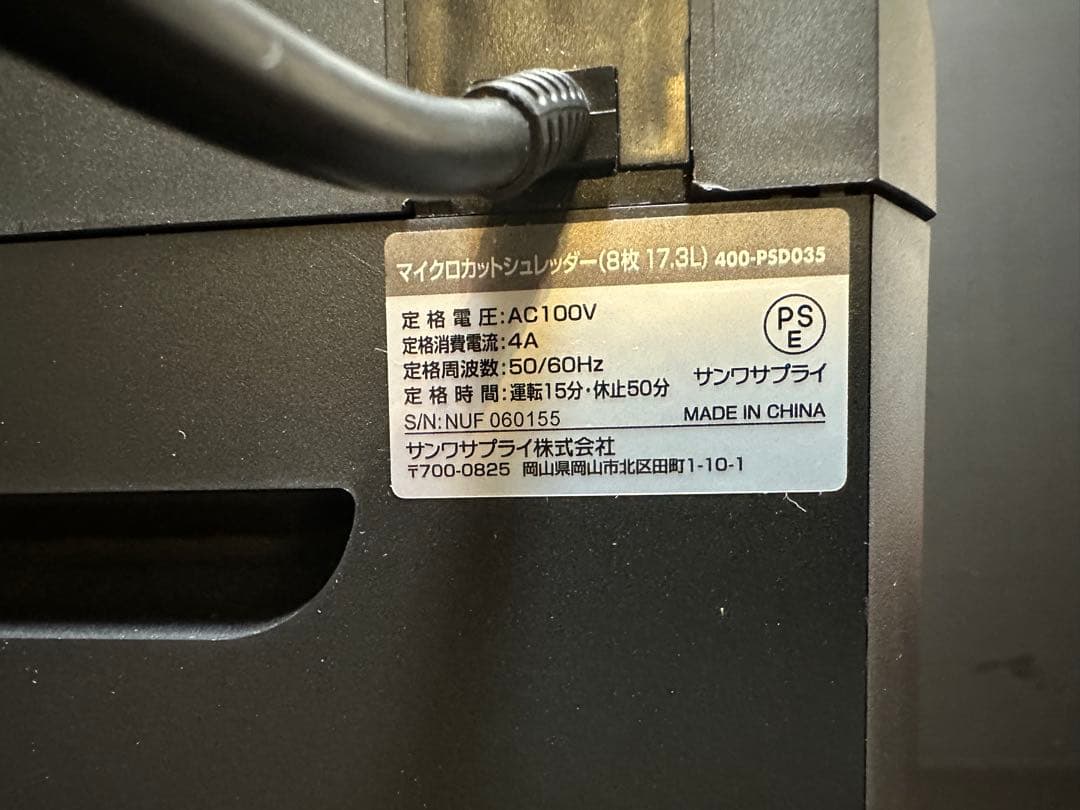 マイクロカットシュレッダー(8枚 17.3L) 400-PSD035
定格電圧:AC100V
定格消費電流:4A
定格周波数:50/60Hz
定格時間:運転15分・休止50分
S/N:NUF 060155
PSE
サンワサプライ
MADE IN CHINA
サンワサプライ株式会社
〒700-0825 岡山県岡山市北区田町1-10-1